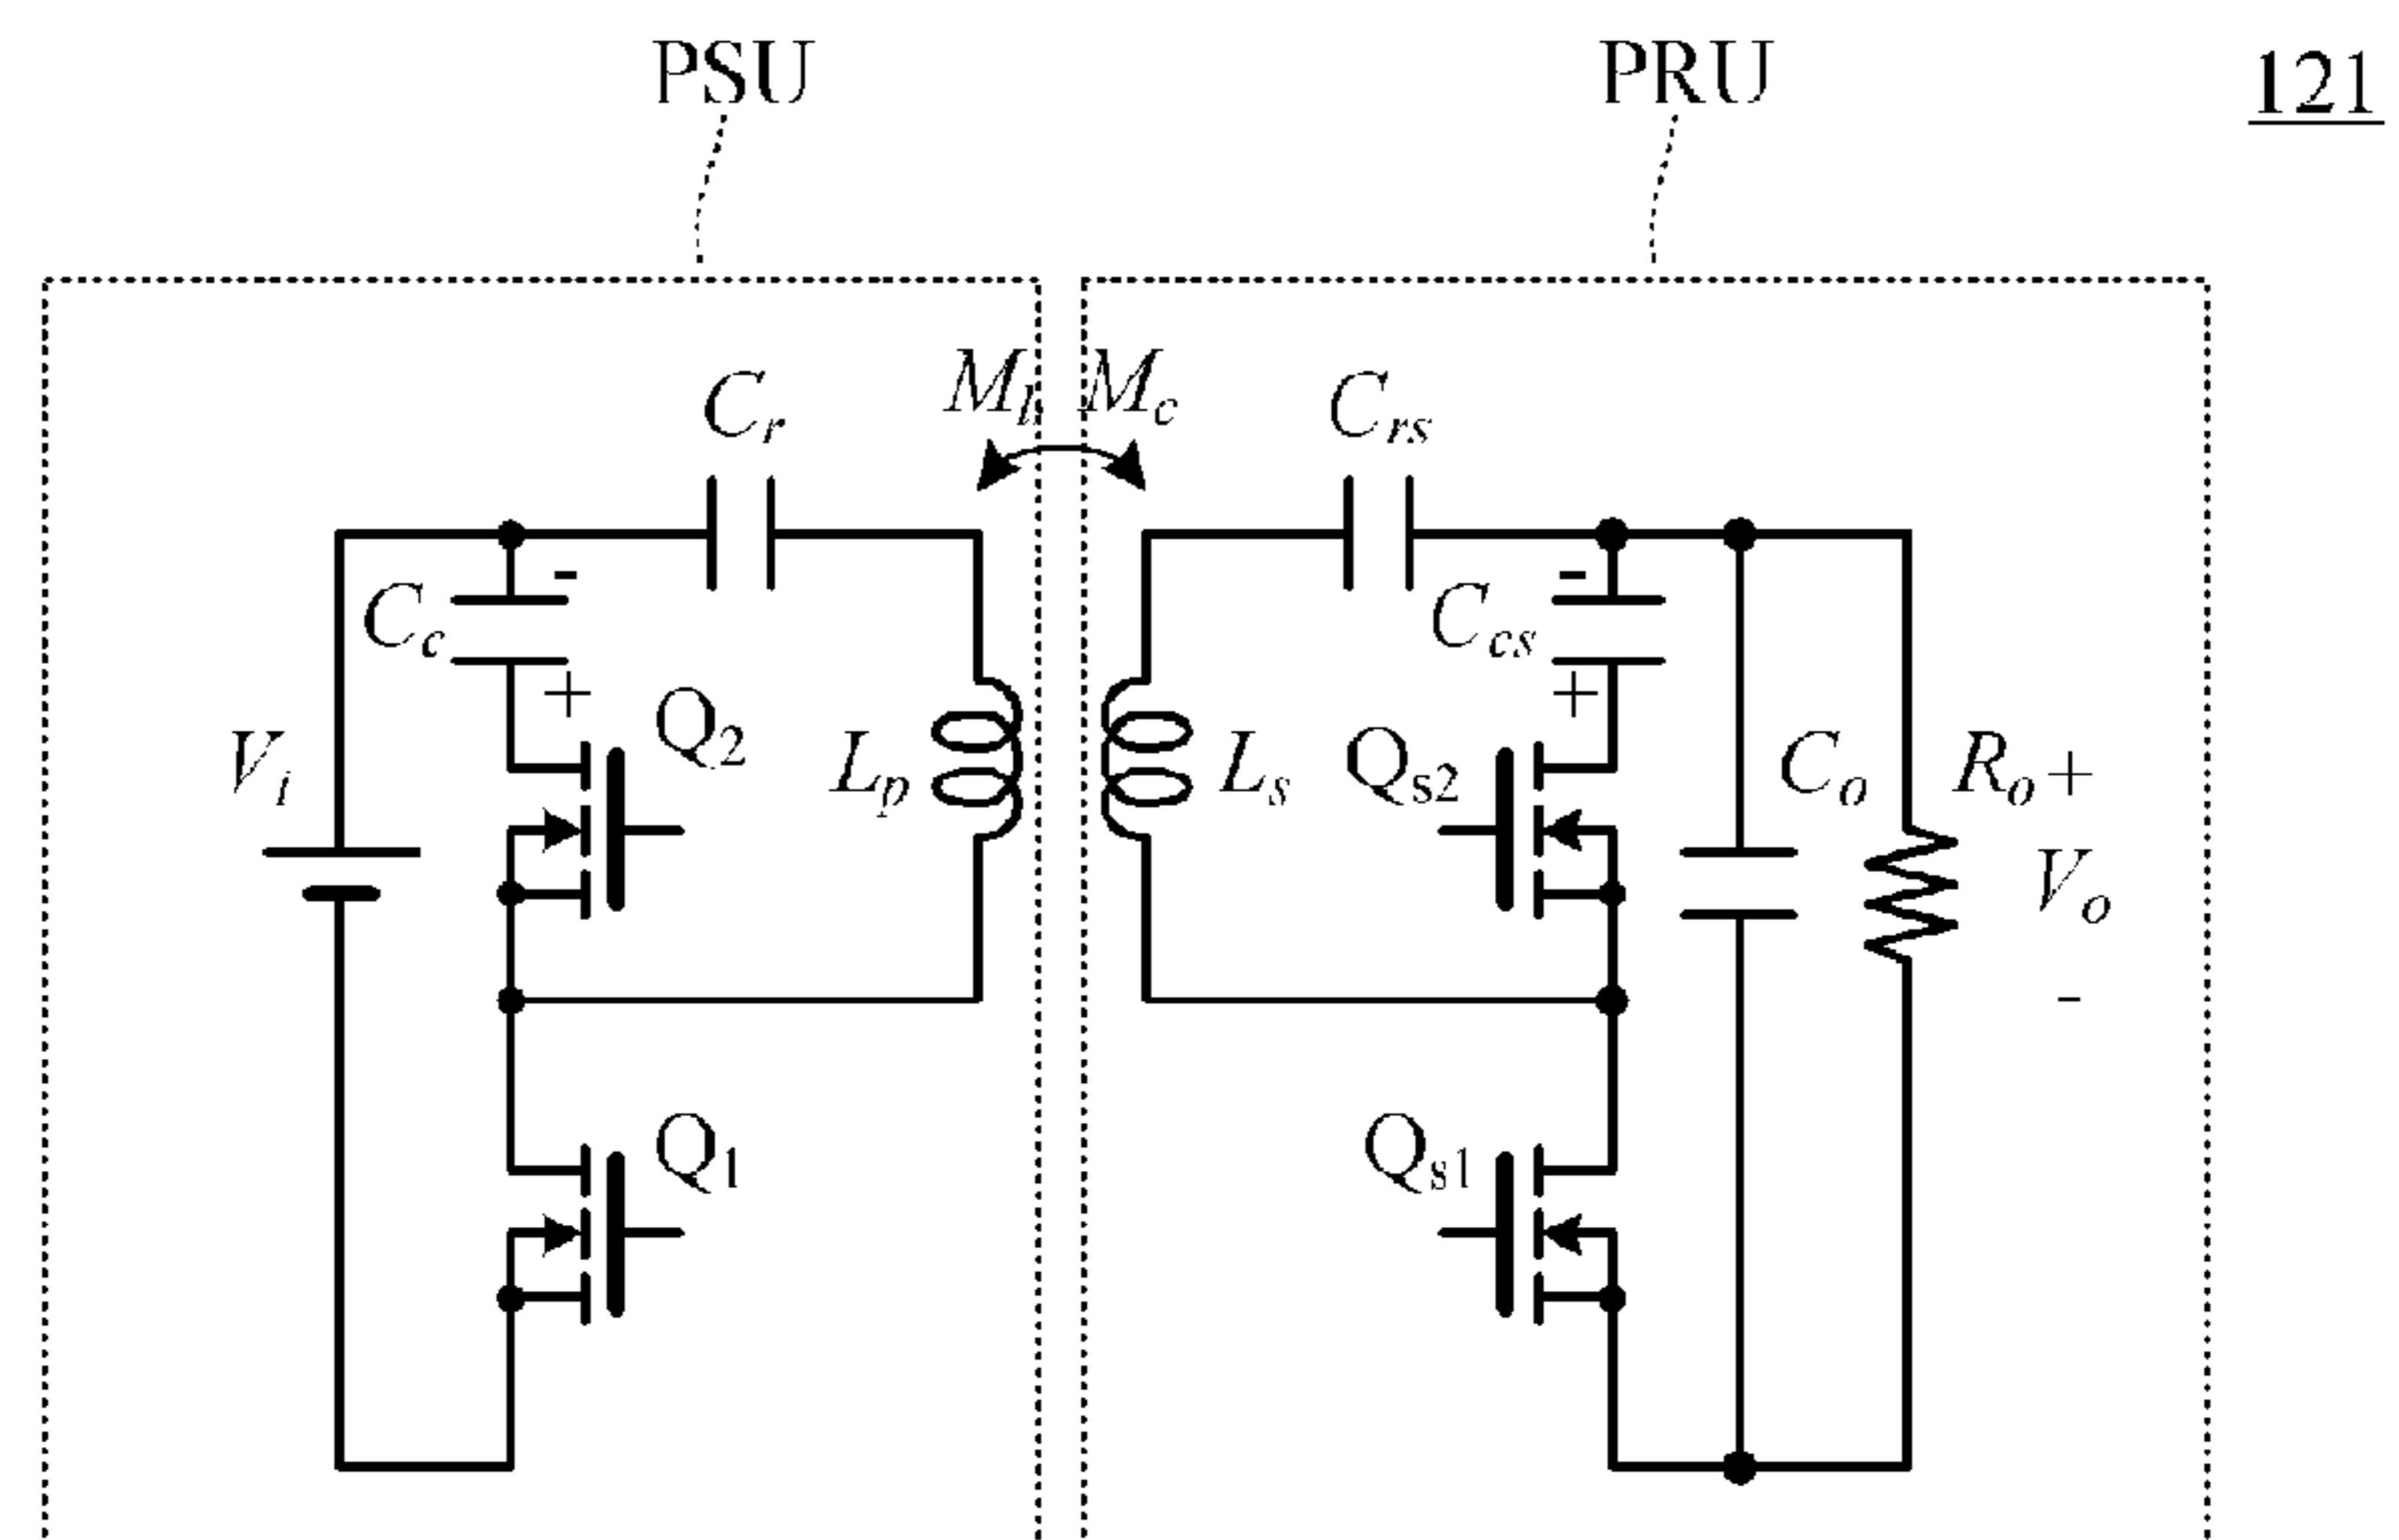 PSU PRU 121
Mh Mc
Cr Crs
- -
Cc Ccs
+ +
Q2
Vi Lp Ls Qs2 Co Ro +
Vo
-
Q1 Qs1